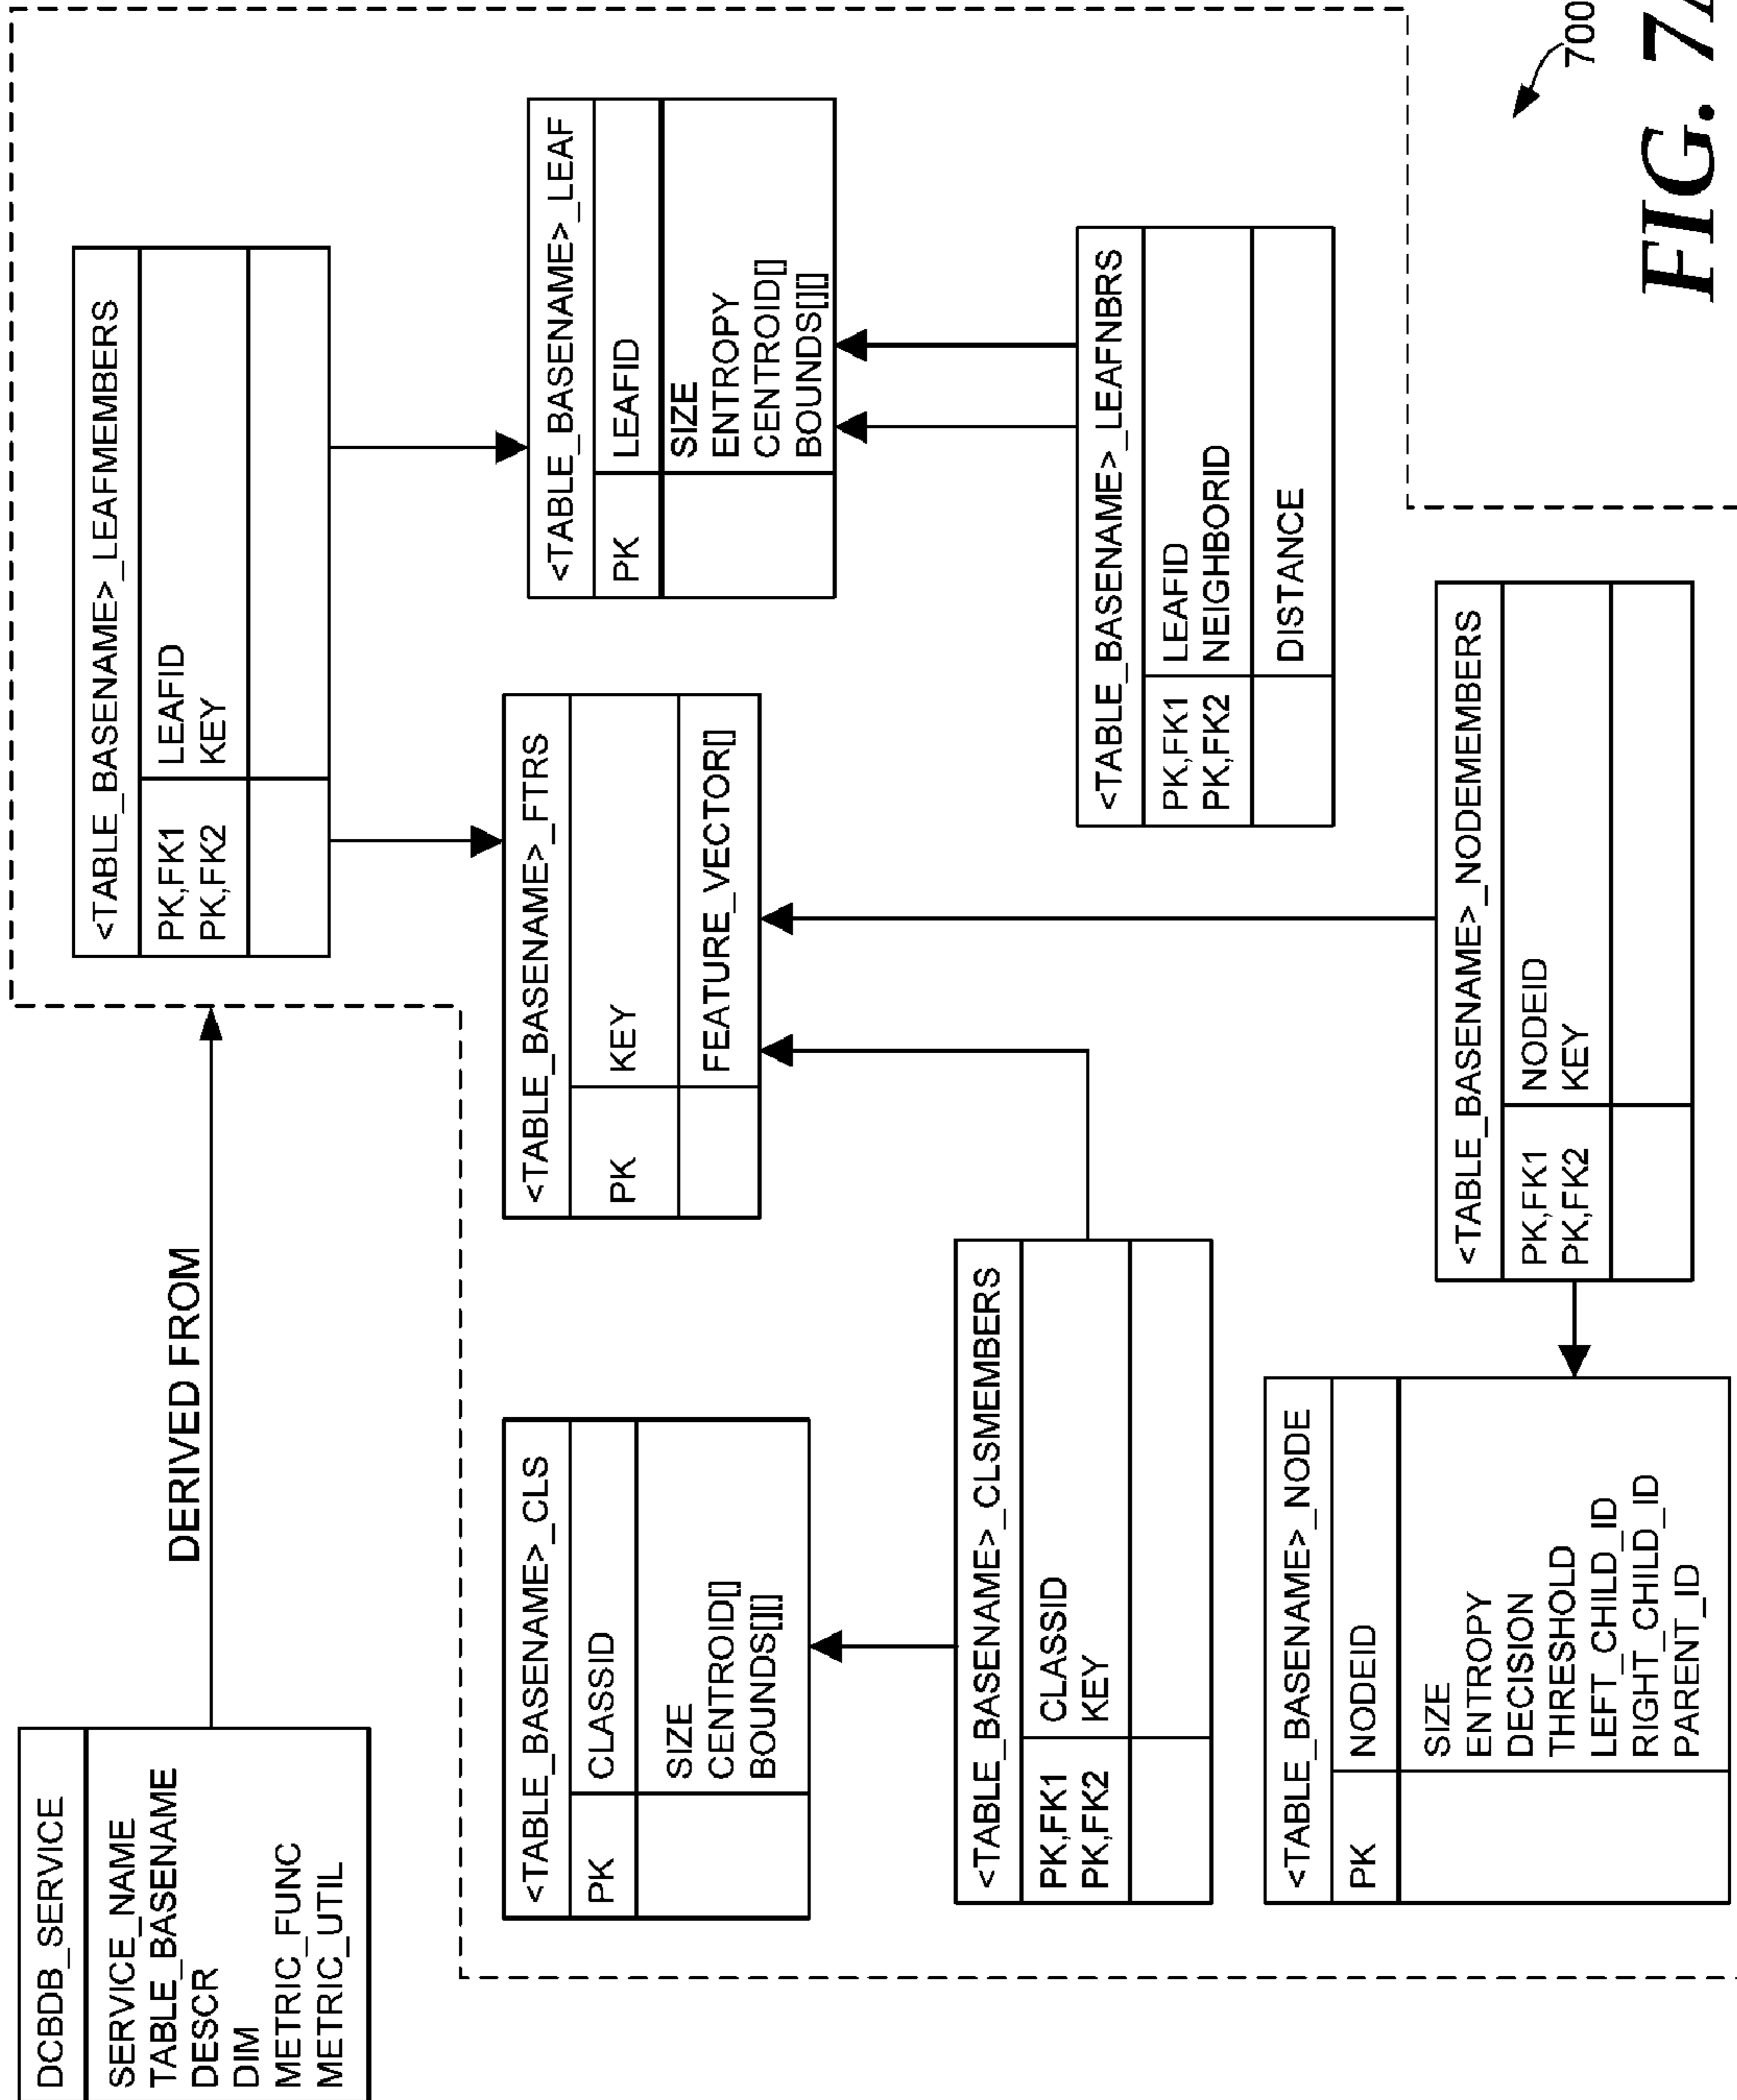 DCBDB_SERVICE
SERVICE_NAME
TABLE_BASENAME
DESCR
DIM
METRIC_FUNC
METRIC_UTIL
DERIVED FROM
<TABLE_BASENAME>_LEAFMEMBERS
PK,FK1 LEAFID
PK,FK2 KEY
<TABLE_BASENAME>_CLS
PK CLASSID
SIZE
CENTROID[]
BOUNDS[][]
<TABLE_BASENAME>_FTRS
PK KEY
FEATURE_VECTOR[]
<TABLE_BASENAME>_LEAF
PK LEAFID
SIZE
ENTROPY
CENTROID[]
BOUNDS[][]
<TABLE_BASENAME>_CLSMEMBERS
PK,FK1 CLASSID
PK,FK2 KEY
<TABLE_BASENAME>_LEAFNBRS
PK,FK1 LEAFID
PK,FK2 NEIGHBORID
DISTANCE
<TABLE_BASENAME>_NODE
PK NODEID
SIZE
ENTROPY
DECISION
THRESHOLD
LEFT_CHILD_ID
RIGHT_CHILD_ID
PARENT_ID
<TABLE_BASENAME>_NODEMEMBERS
PK,FK1 NODEID
PK,FK2 KEY
700
FIG. 7A